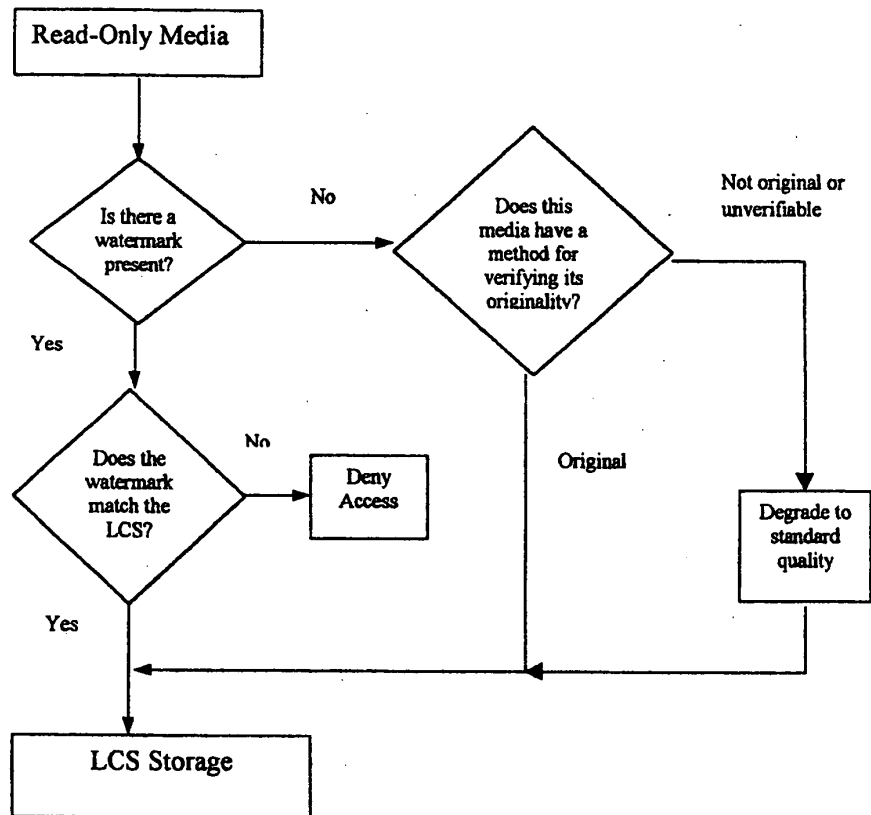 Read-Only Media
Is there a
watermark
present?
No
Does this
media have a
method for
verifying its
originality?
Not original or
unverifiable
Yes
Does the
watermark
match the
LCS?
No
Deny
Access
Original
Degrade to
standard
quality
Yes
LCS Storage